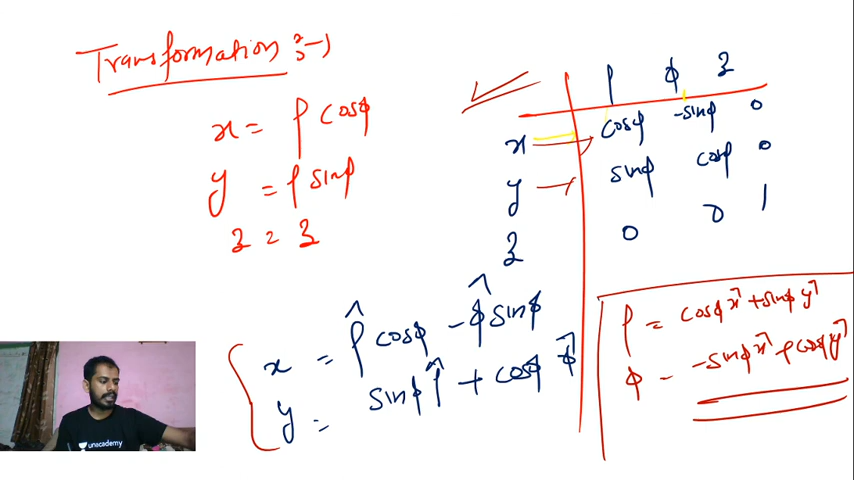 Transformation :→
x = ρ cosφ
y = ρ sinφ
z = z
ρ φ z
x cosφ -sinφ 0
y sinφ cosφ 0
z 0 0 1
x = ρ̂ cosφ - φ̂ sinφ
y = sinφ ρ̂ + cosφ φ̂
ρ = cosφ x̂ + sinφ ŷ
φ = -sinφ x̂ + cosφ ŷ
unacademy